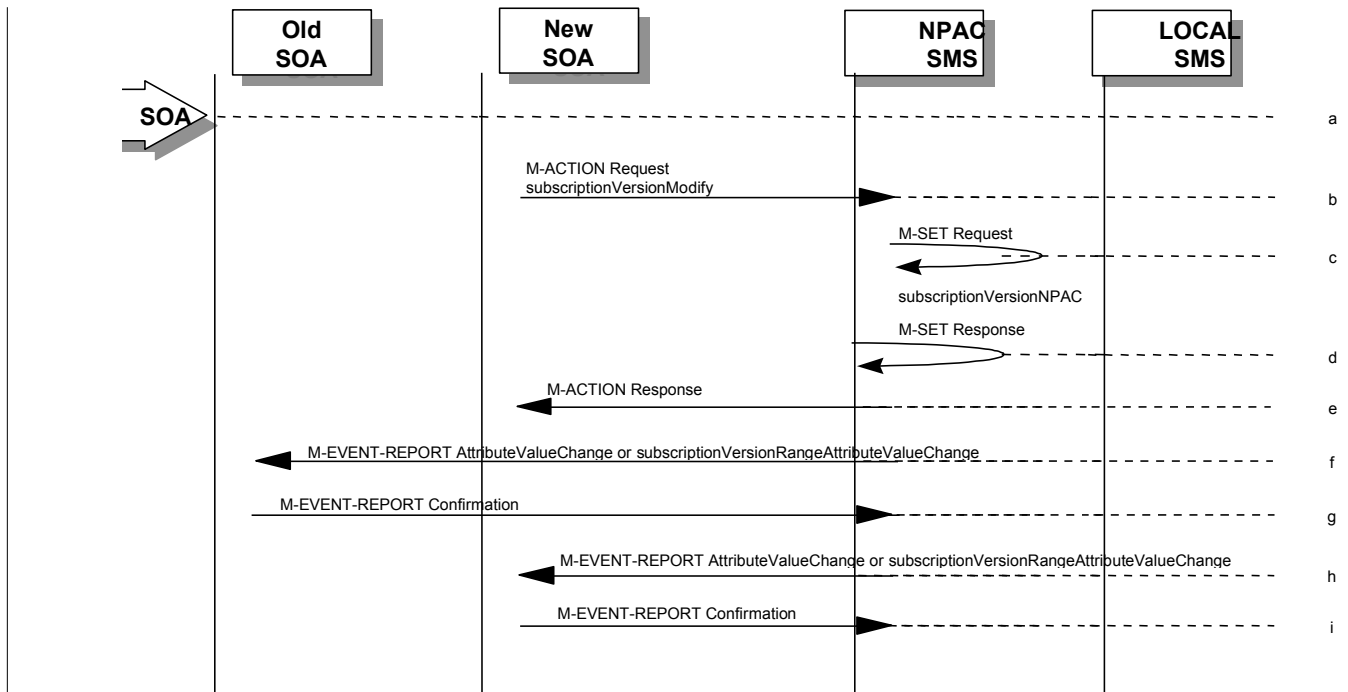 Old
SOA
New
SOA
NPAC
SMS
LOCAL
SMS
SOA
a
M-ACTION Request
subscriptionVersionModify
b
M-SET Request
c
subscriptionVersionNPAC
M-SET Response
d
M-ACTION Response
e
M-EVENT-REPORT AttributeValueChange or subscriptionVersionRangeAttributeValueChange
f
M-EVENT-REPORT Confirmation
g
M-EVENT-REPORT AttributeValueChange or subscriptionVersionRangeAttributeValueChange
h
M-EVENT-REPORT Confirmation
i